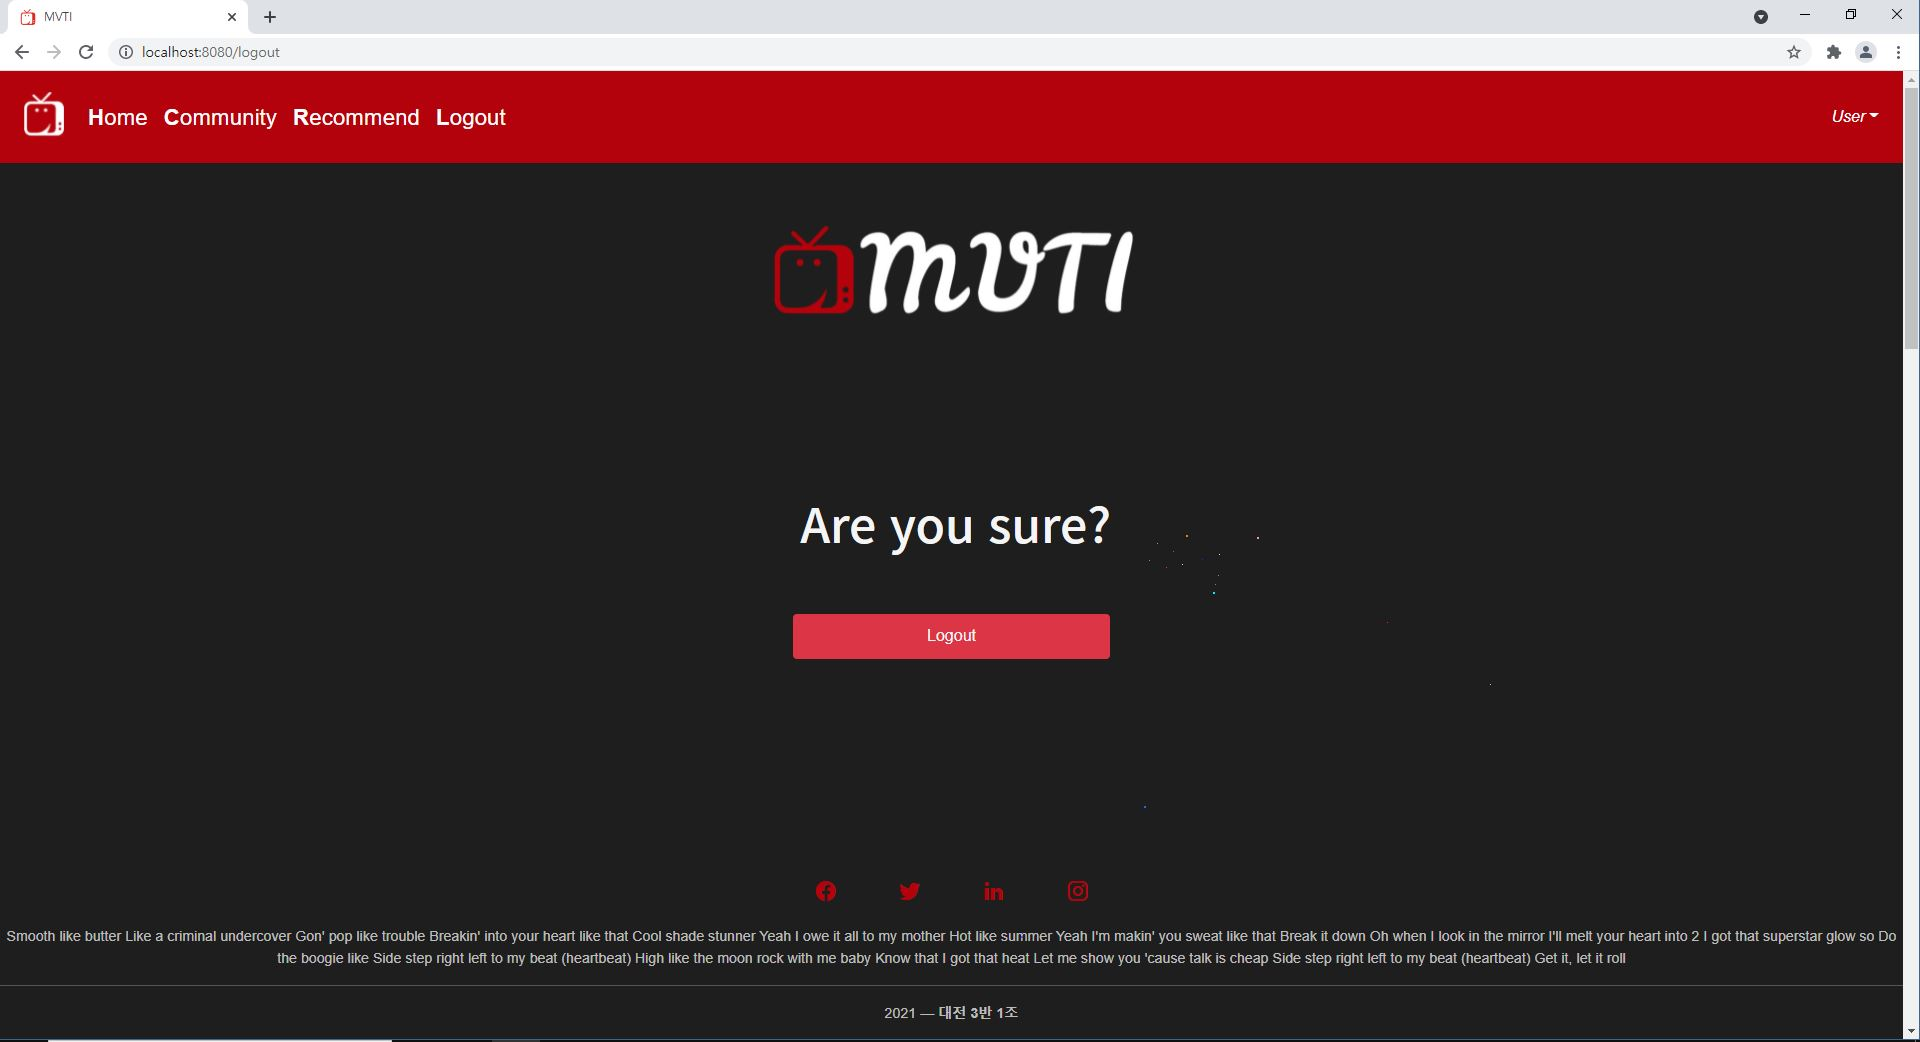 MVTI
localhost:8080/logout
Home Community Recommend Logout
User
MVTI
Are you sure?
Logout
Smooth like butter Like a criminal undercover Gon' pop like trouble Breakin' into your heart like that Cool shade stunner Yeah I owe it all to my mother Hot like summer Yeah I'm makin' you sweat like that Break it down Oh when I look in the mirror I'll melt your heart into 2 I got that superstar glow so Do
the boogie like Side step right left to my beat (heartbeat) High like the moon rock with me baby Know that I got that heat Let me show you 'cause talk is cheap Side step right left to my beat (heartbeat) Get it, let it roll
2021 — 대전 3반 1조